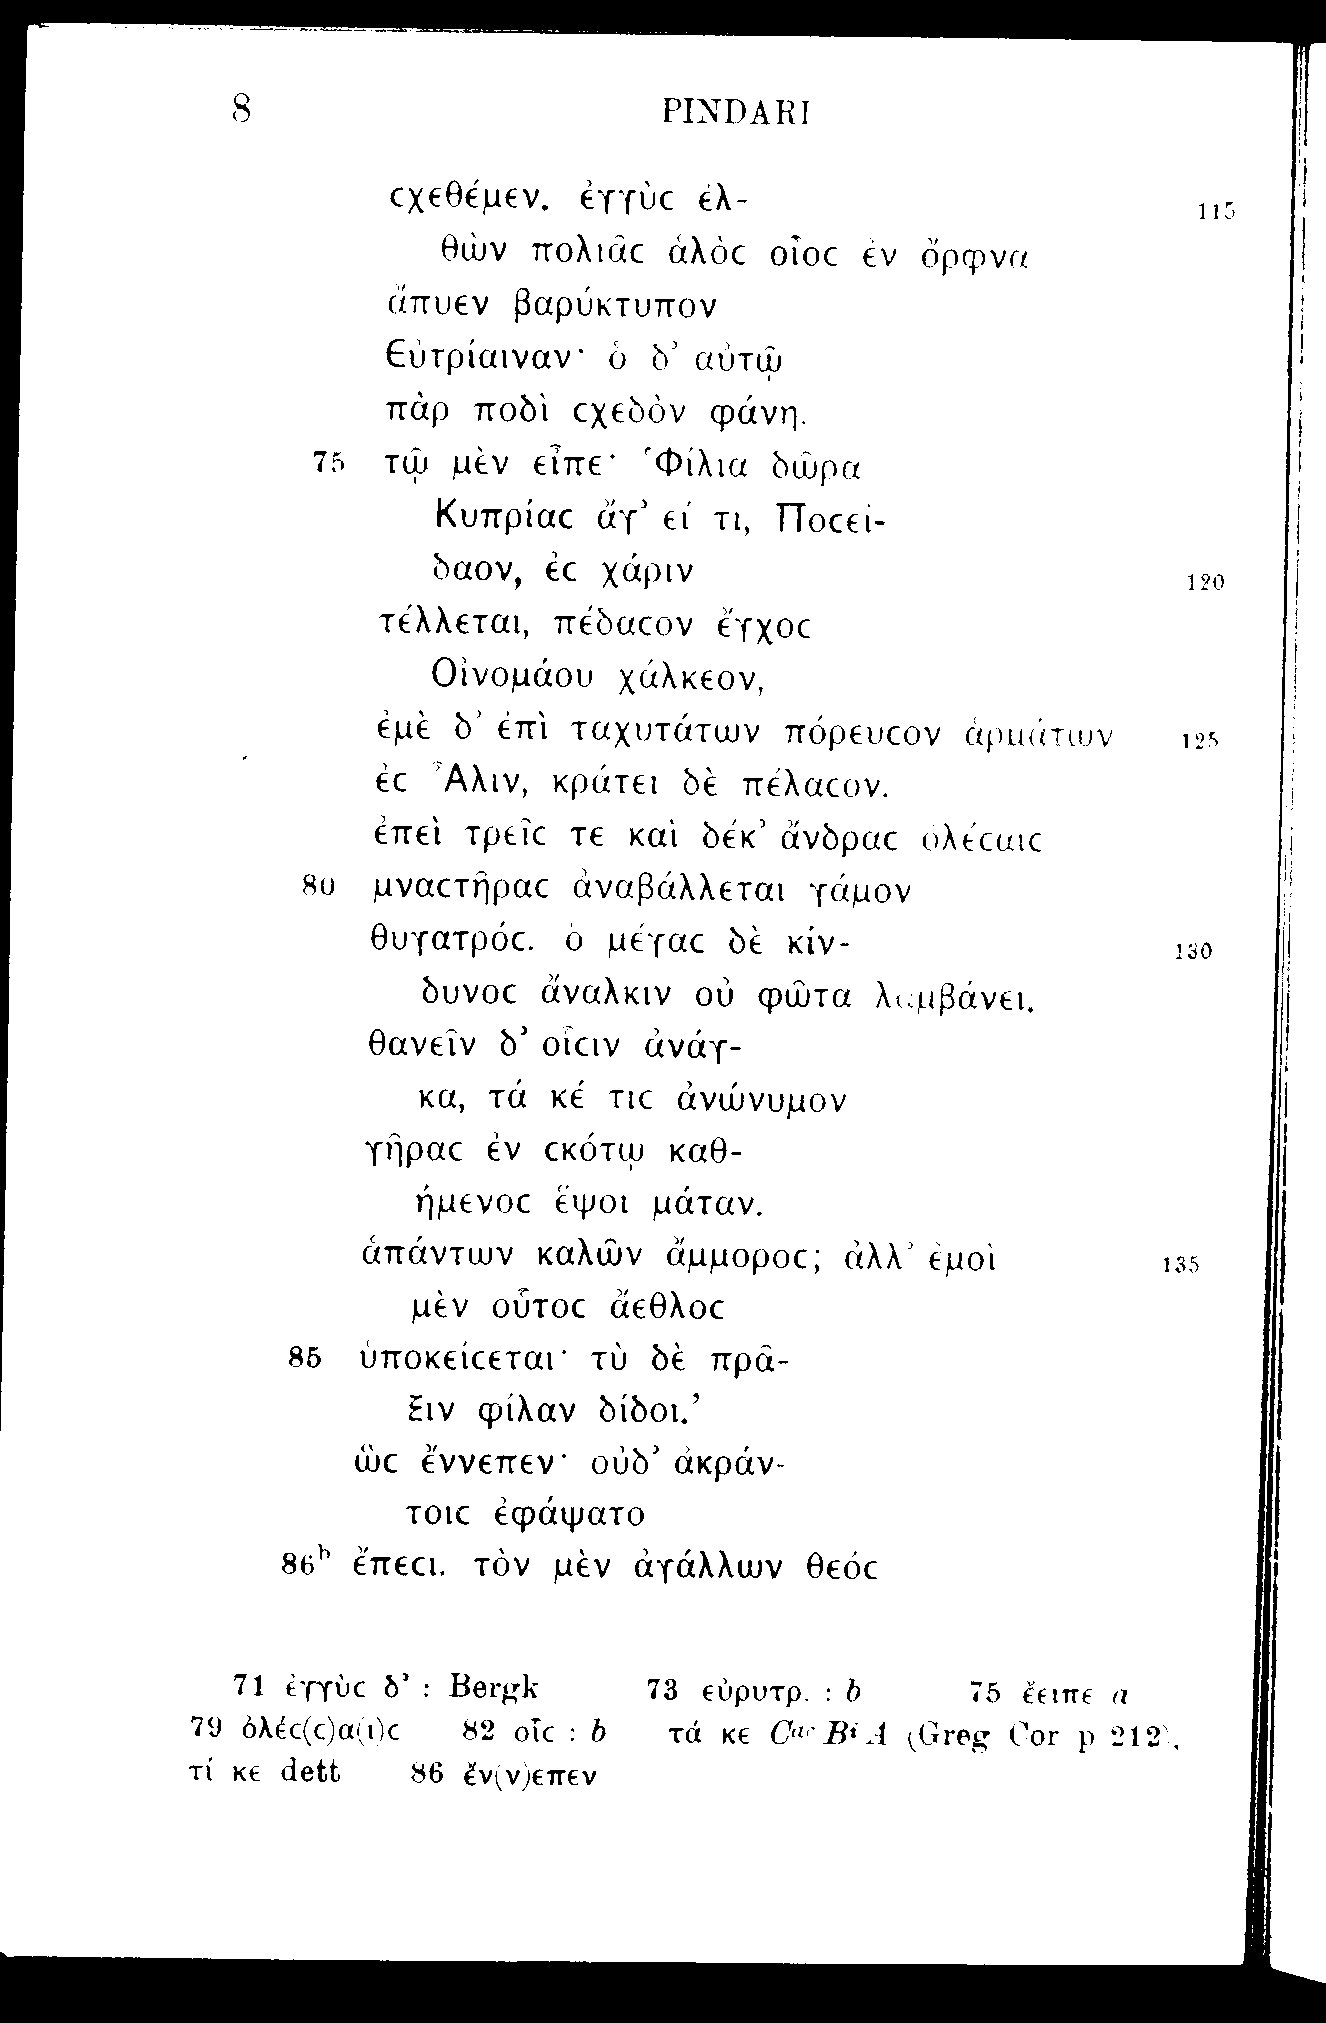 8 PINDARI
ϲχεθέμεν. ἐγγὺϲ ἐλ- 115
θὼν πολιᾶϲ ἁλὸϲ οἶοϲ ἐν ὄρφνᾳ
ἄπυεν βαρύκτυπον
Εὐτρίαιναν· ὁ δ’ αὐτῷ
πὰρ ποδὶ ϲχεδὸν φάνη.
75 τῷ μὲν εἶπε· ‘Φίλια δῶρα
Κυπρίαϲ ἄγ’ εἴ τι, Ποϲεί-
δαον, ἐϲ χάριν 120
τέλλεται, πέδαϲον ἔγχοϲ
Οἰνομάου χάλκεον,
ἐμὲ δ’ ἐπὶ ταχυτάτων πόρευϲον ἁρμάτων 125
ἐϲ Ἆλιν, κράτει δὲ πέλαϲον.
ἐπεὶ τρεῖϲ τε καὶ δέκ’ ἄνδραϲ ὀλέϲαιϲ
80 μναϲτῆραϲ ἀναβάλλεται γάμον
θυγατρόϲ. ὁ μέγαϲ δὲ κίν- 130
δυνοϲ ἄναλκιν οὐ φῶτα λαμβάνει.
θανεῖν δ’ οἷϲιν ἀνάγ-
κα, τά κέ τιϲ ἀνώνυμον
γῆραϲ ἐν ϲκότῳ καθ-
ήμενοϲ ἕψοι μάταν.
ἁπάντων καλῶν ἄμμοροϲ; ἀλλ’ ἐμοὶ 135
μὲν οὗτοϲ ἄεθλοϲ
85 ὑποκείϲεται· τὺ δὲ πρᾶ-
ξιν φίλαν δίδοι.’
ὣϲ ἔννεπεν· οὐδ’ ἀκράν-
τοιϲ ἐφάψατο
86ᵇ ἔπεϲι. τὸν μὲν ἀγάλλων θεόϲ
71 ἐγγὺϲ δ’ : Bergk 73 εὐρυτρ. : b 75 ἔειπε a
79 ὀλέϲ(ϲ)α(ι)ϲ 82 οἷϲ : b τά κε Cᵃᶜ Bⁱ A (Greg Cor p 212),
τί κε dett 86 ἔν(ν)επεν